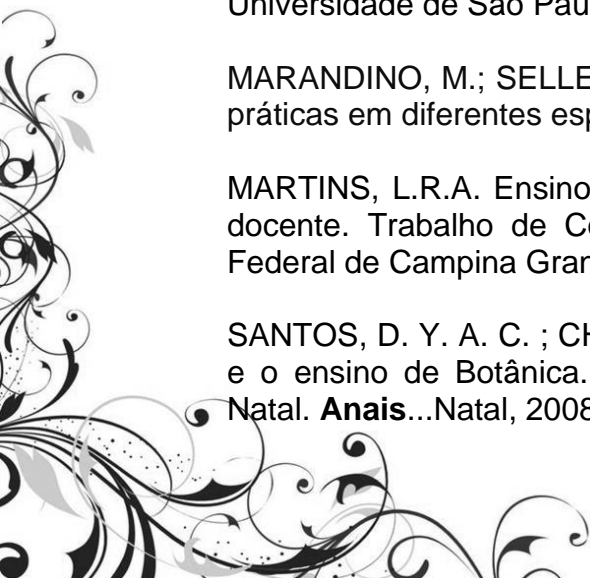 Universidade de São Pau
MARANDINO, M.; SELLE
práticas em diferentes esp
MARTINS, L.R.A. Ensino
docente. Trabalho de Co
Federal de Campina Gran
SANTOS, D. Y. A. C. ; CH
e o ensino de Botânica.
Natal. Anais...Natal, 2008